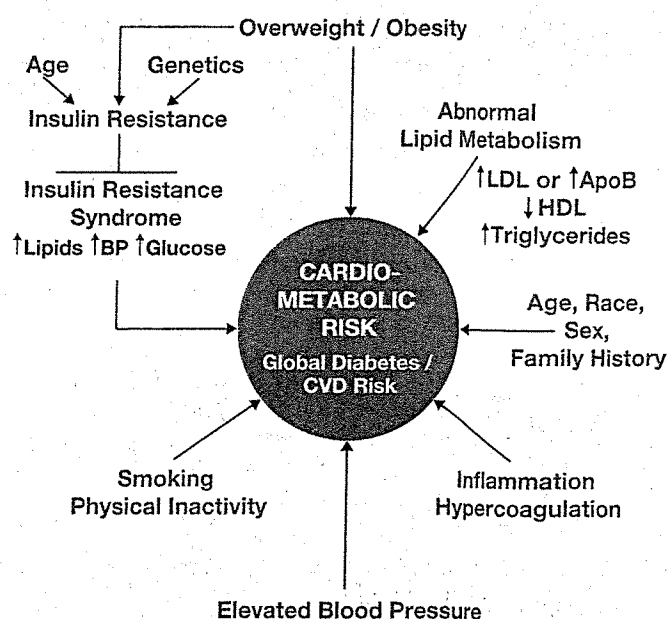 Overweight / Obesity
Age
Genetics
Insulin Resistance
Insulin Resistance
Syndrome
↑Lipids ↑BP ↑Glucose
Abnormal
Lipid Metabolism
↑LDL or ↑ApoB
↓HDL
↑Triglycerides
CARDIO-
METABOLIC
RISK
Global Diabetes /
CVD Risk
Age, Race,
Sex,
Family History
Smoking
Physical Inactivity
Inflammation
Hypercoagulation
Elevated Blood Pressure